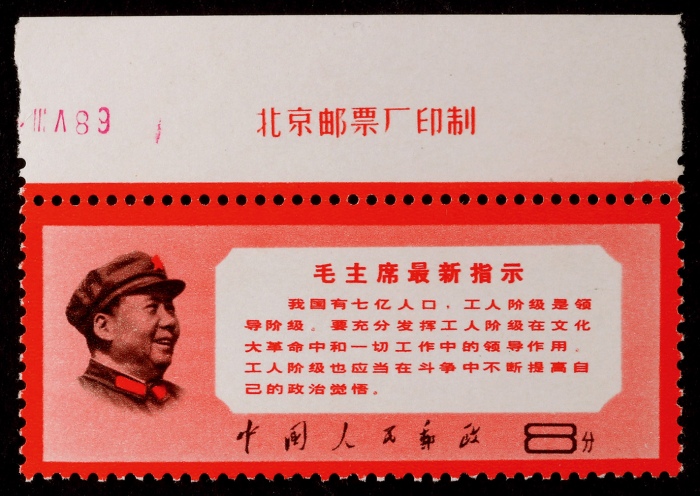 北京邮票厂印制
毛主席最新指示
我国有七亿人口，工人阶级是领
导阶级。要充分发挥工人阶级在文化
大革命中和一切工作中的领导作用。
工人阶级也应当在斗争中不断提高自
己的政治觉悟。
中国人民邮政 8分